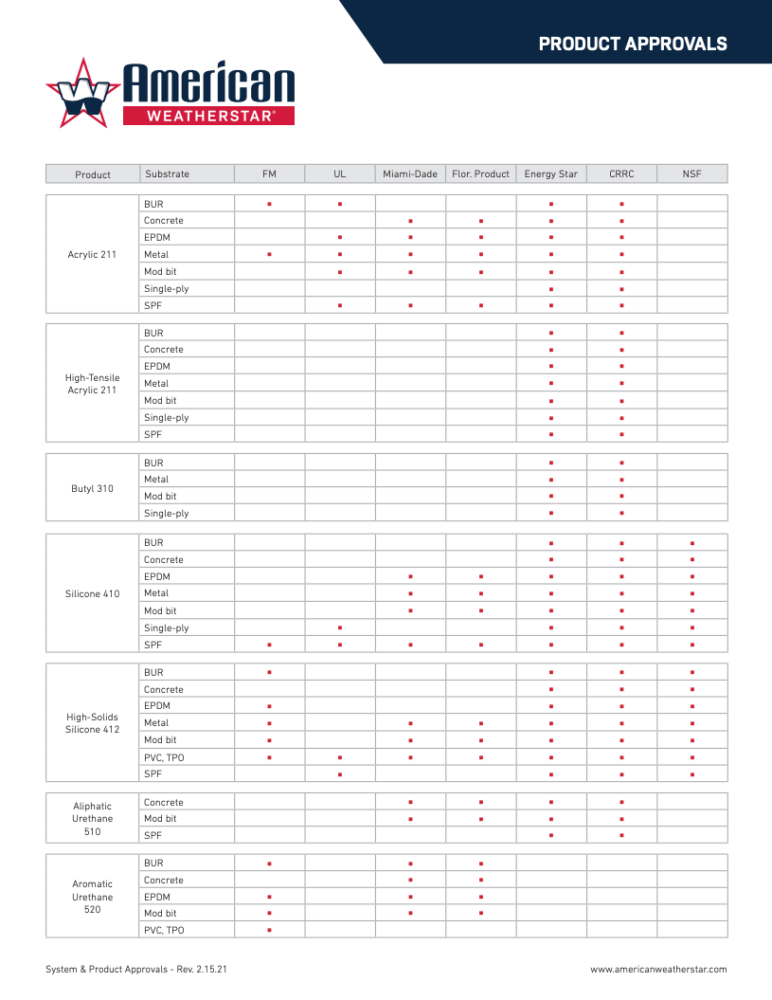 PRODUCT APPROVALS
American
WEATHERSTAR®
Product Substrate FM UL Miami-Dade Flor. Product Energy Star CRRC NSF
Acrylic 211
BUR ▪ ▪ ▪ ▪
Concrete ▪ ▪ ▪ ▪
EPDM ▪ ▪ ▪ ▪ ▪
Metal ▪ ▪ ▪ ▪ ▪ ▪
Mod bit ▪ ▪ ▪ ▪ ▪
Single-ply ▪ ▪
SPF ▪ ▪ ▪ ▪ ▪
High-Tensile
Acrylic 211
BUR ▪ ▪
Concrete ▪ ▪
EPDM ▪ ▪
Metal ▪ ▪
Mod bit ▪ ▪
Single-ply ▪ ▪
SPF ▪ ▪
Butyl 310
BUR ▪ ▪
Metal ▪ ▪
Mod bit ▪ ▪
Single-ply ▪ ▪
Silicone 410
BUR ▪ ▪ ▪
Concrete ▪ ▪ ▪
EPDM ▪ ▪ ▪ ▪ ▪
Metal ▪ ▪ ▪ ▪ ▪
Mod bit ▪ ▪ ▪ ▪ ▪
Single-ply ▪ ▪ ▪ ▪
SPF ▪ ▪ ▪ ▪ ▪ ▪ ▪
High-Solids
Silicone 412
BUR ▪ ▪ ▪ ▪
Concrete ▪ ▪ ▪
EPDM ▪ ▪ ▪ ▪
Metal ▪ ▪ ▪ ▪ ▪ ▪
Mod bit ▪ ▪ ▪ ▪ ▪ ▪
PVC, TPO ▪ ▪ ▪ ▪ ▪ ▪ ▪
SPF ▪ ▪ ▪ ▪
Aliphatic
Urethane
510
Concrete ▪ ▪ ▪ ▪
Mod bit ▪ ▪ ▪ ▪
SPF ▪ ▪
Aromatic
Urethane
520
BUR ▪ ▪ ▪
Concrete ▪ ▪
EPDM ▪ ▪ ▪
Mod bit ▪ ▪ ▪
PVC, TPO ▪
System & Product Approvals - Rev. 2.15.21
www.americanweatherstar.com